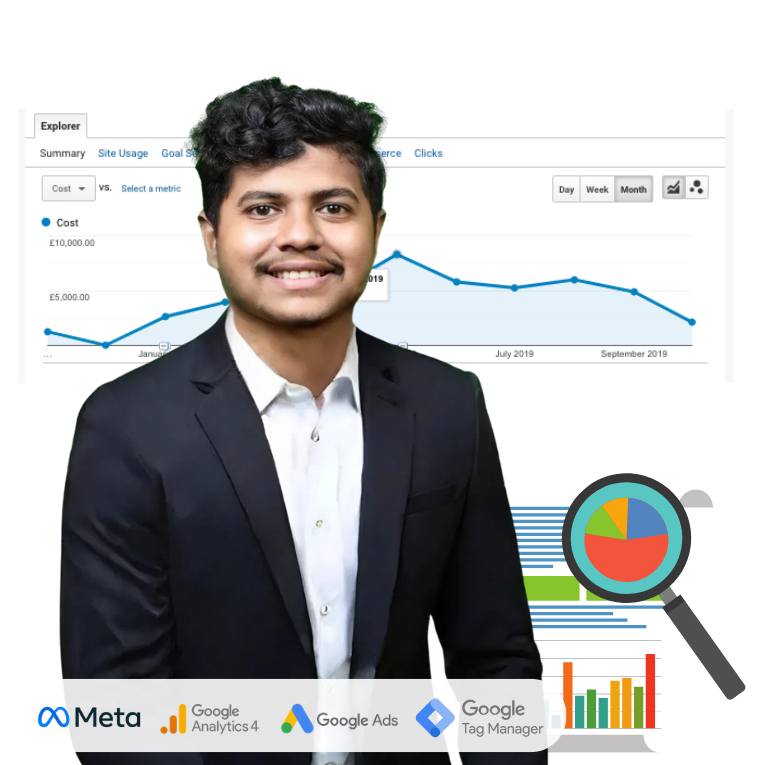 Explorer
Summary Site Usage Goal Se erce Clicks
Cost VS. Select a metric Day Week Month
Cost
£10,000.00
019
£5,000.00
... Januar July 2019 September 2019
Meta Google Analytics 4 Google Ads Google Tag Manager